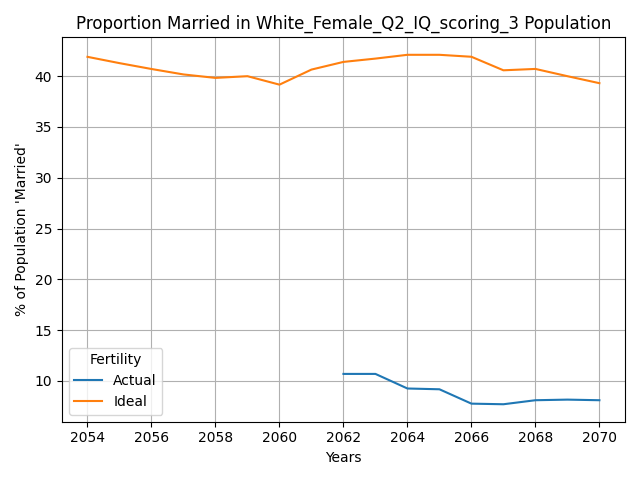 Proportion Married in White_Female_Q2_IQ_scoring_3 Population
% of Population 'Married'
40
35
30
25
20
15
10
Fertility
Actual
Ideal
2054 2056 2058 2060 2062 2064 2066 2068 2070
Years